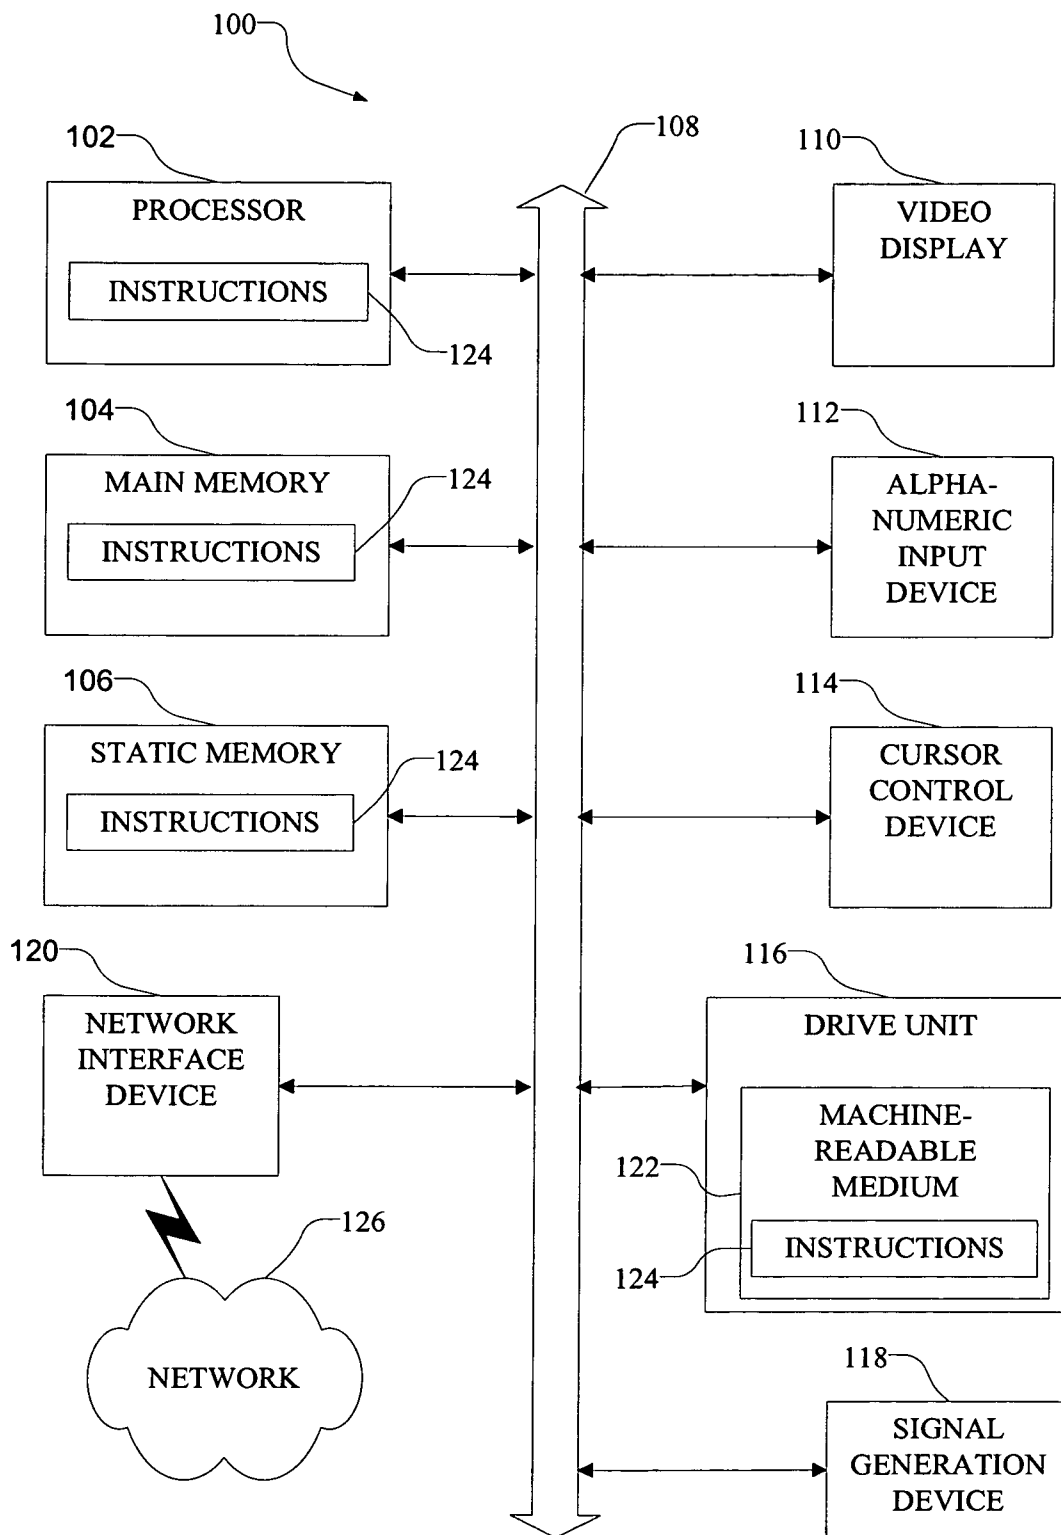 100
102
PROCESSOR
INSTRUCTIONS
124
108
110
VIDEO
DISPLAY
104
MAIN MEMORY
124
INSTRUCTIONS
112
ALPHA-
NUMERIC
INPUT
DEVICE
106
STATIC MEMORY
124
INSTRUCTIONS
114
CURSOR
CONTROL
DEVICE
120
NETWORK
INTERFACE
DEVICE
116
DRIVE UNIT
MACHINE-
READABLE
MEDIUM
122
INSTRUCTIONS
124
126
NETWORK
118
SIGNAL
GENERATION
DEVICE